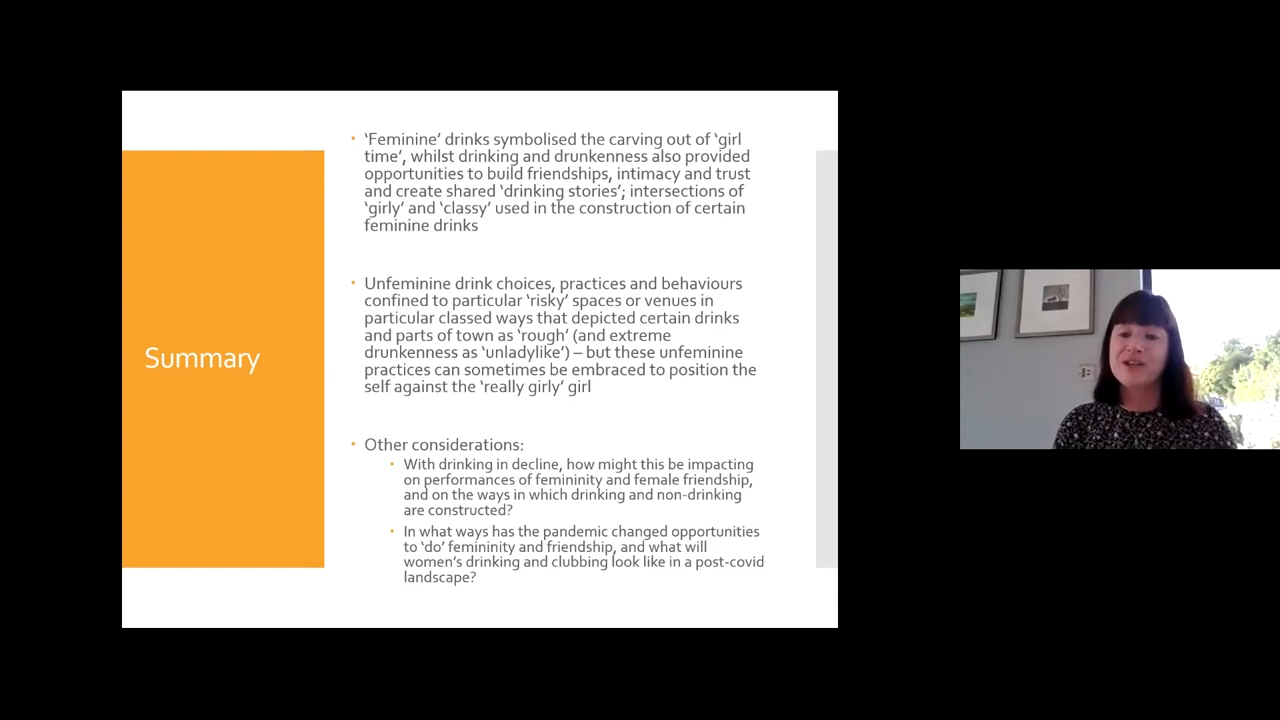 Summary
‘Feminine’ drinks symbolised the carving out of ‘girl
time’, whilst drinking and drunkenness also provided
opportunities to build friendships, intimacy and trust
and create shared ‘drinking stories’; intersections of
‘girly’ and ‘classy’ used in the construction of certain
feminine drinks
Unfeminine drink choices, practices and behaviours
confined to particular ‘risky’ spaces or venues in
particular classed ways that depicted certain drinks
and parts of town as ‘rough’ (and extreme
drunkenness as ‘unladylike’) – but these unfeminine
practices can sometimes be embraced to position the
self against the ‘really girly’ girl
Other considerations:
With drinking in decline, how might this be impacting
on performances of femininity and female friendship,
and on the ways in which drinking and non-drinking
are constructed?
In what ways has the pandemic changed opportunities
to ‘do’ femininity and friendship, and what will
women’s drinking and clubbing look like in a post-covid
landscape?